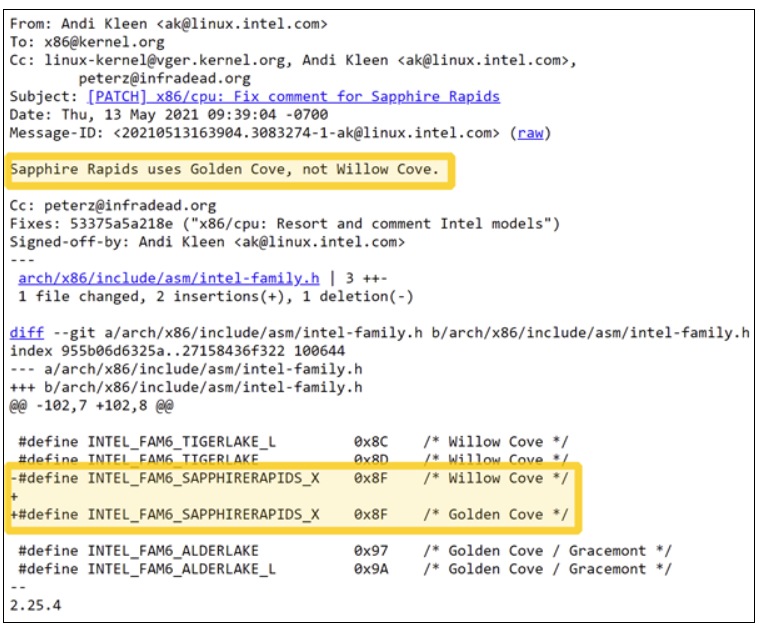 From: Andi Kleen <ak@linux.intel.com>
To: x86@kernel.org
Cc: linux-kernel@vger.kernel.org, Andi Kleen <ak@linux.intel.com>,
peterz@infradead.org
Subject: [PATCH] x86/cpu: Fix comment for Sapphire Rapids
Date: Thu, 13 May 2021 09:39:04 -0700
Message-ID: <20210513163904.3083274-1-ak@linux.intel.com> (raw)
Sapphire Rapids uses Golden Cove, not Willow Cove.
Cc: peterz@infradead.org
Fixes: 53375a5a218e ("x86/cpu: Resort and comment Intel models")
Signed-off-by: Andi Kleen <ak@linux.intel.com>
---
arch/x86/include/asm/intel-family.h | 3 ++-
1 file changed, 2 insertions(+), 1 deletion(-)
diff --git a/arch/x86/include/asm/intel-family.h b/arch/x86/include/asm/intel-family.h
index 955b06d6325a..27158436f322 100644
--- a/arch/x86/include/asm/intel-family.h
+++ b/arch/x86/include/asm/intel-family.h
@@ -102,7 +102,8 @@
#define INTEL_FAM6_TIGERLAKE_L 0x8C /* Willow Cove */
#define INTEL_FAM6_TIGERLAKE 0x8D /* Willow Cove */
-#define INTEL_FAM6_SAPPHIRERAPIDS_X 0x8F /* Willow Cove */
+
+#define INTEL_FAM6_SAPPHIRERAPIDS_X 0x8F /* Golden Cove */
#define INTEL_FAM6_ALDERLAKE 0x97 /* Golden Cove / Gracemont */
#define INTEL_FAM6_ALDERLAKE_L 0x9A /* Golden Cove / Gracemont */
--
2.25.4